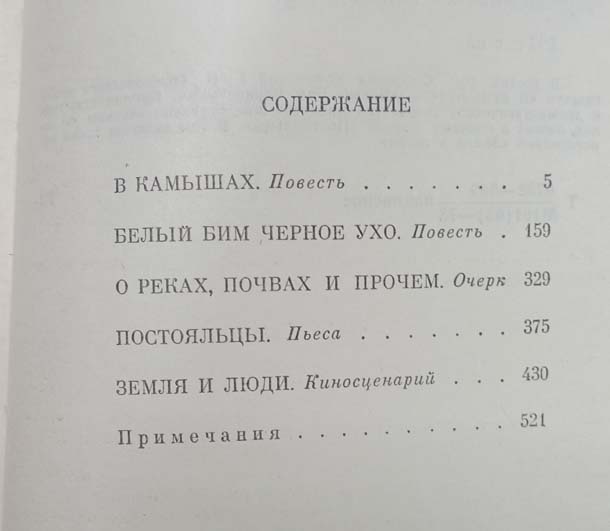 СОДЕРЖАНИЕ
В КАМЫШАХ. Повесть . . . . . . . 5
БЕЛЫЙ БИМ ЧЕРНОЕ УХО. Повесть . 159
О РЕКАХ, ПОЧВАХ И ПРОЧЕМ. Очерк 329
ПОСТОЯЛЬЦЫ. Пьеса . . . . . . . 375
ЗЕМЛЯ И ЛЮДИ. Киносценарий . . . 430
Примечания . . . . . . . . . . 521